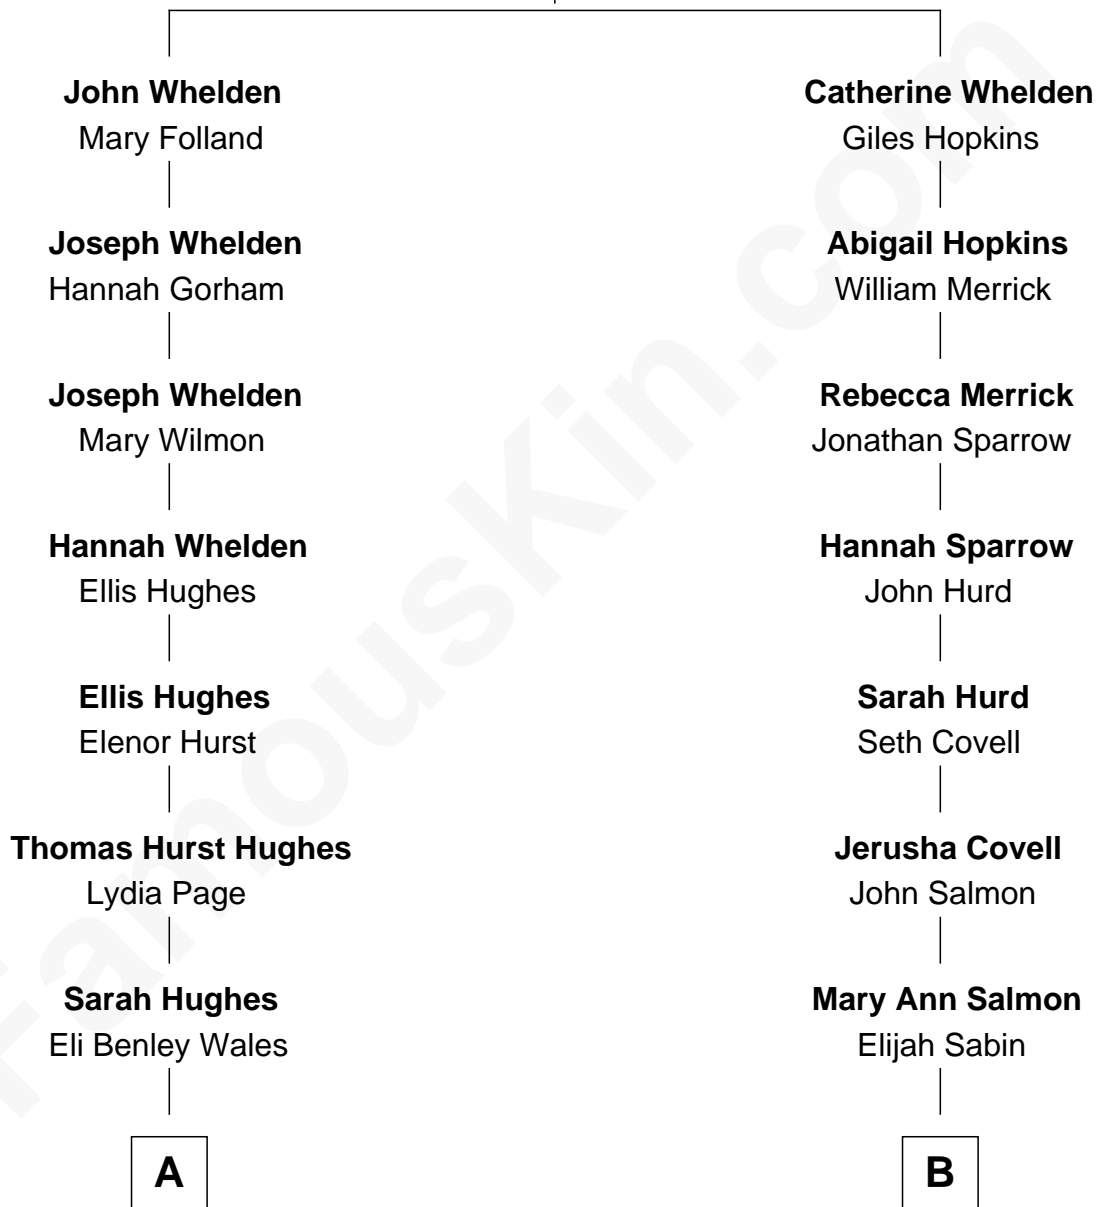 John Whelden
Mary Folland
Joseph Whelden
Hannah Gorham
Joseph Whelden
Mary Wilmon
Hannah Whelden
Ellis Hughes
Ellis Hughes
Elenor Hurst
Thomas Hurst Hughes
Lydia Page
Sarah Hughes
Eli Benley Wales
A
Catherine Whelden
Giles Hopkins
Abigail Hopkins
William Merrick
Rebecca Merrick
Jonathan Sparrow
Hannah Sparrow
John Hurd
Sarah Hurd
Seth Covell
Jerusha Covell
John Salmon
Mary Ann Salmon
Elijah Sabin
B
FamousKin.com